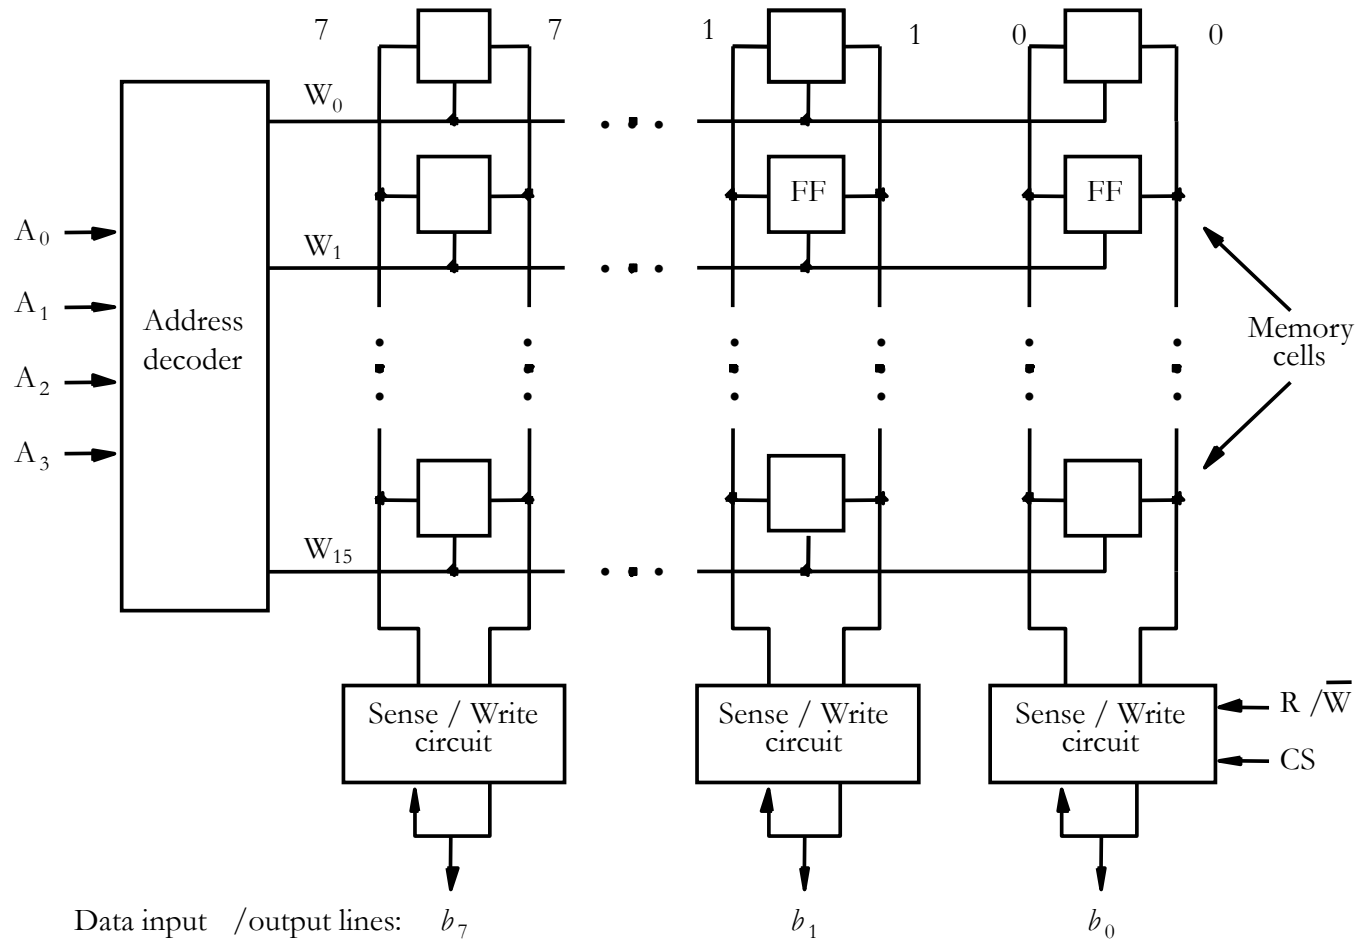 7 7 1 1 0 0
W0
FF FF
A0
W1
A1
Address
decoder
Memory
cells
A2
A3
W15
Sense / Write
circuit
Sense / Write
circuit
Sense / Write
circuit
R / W̅
CS
Data input /output lines: b7 b1 b0